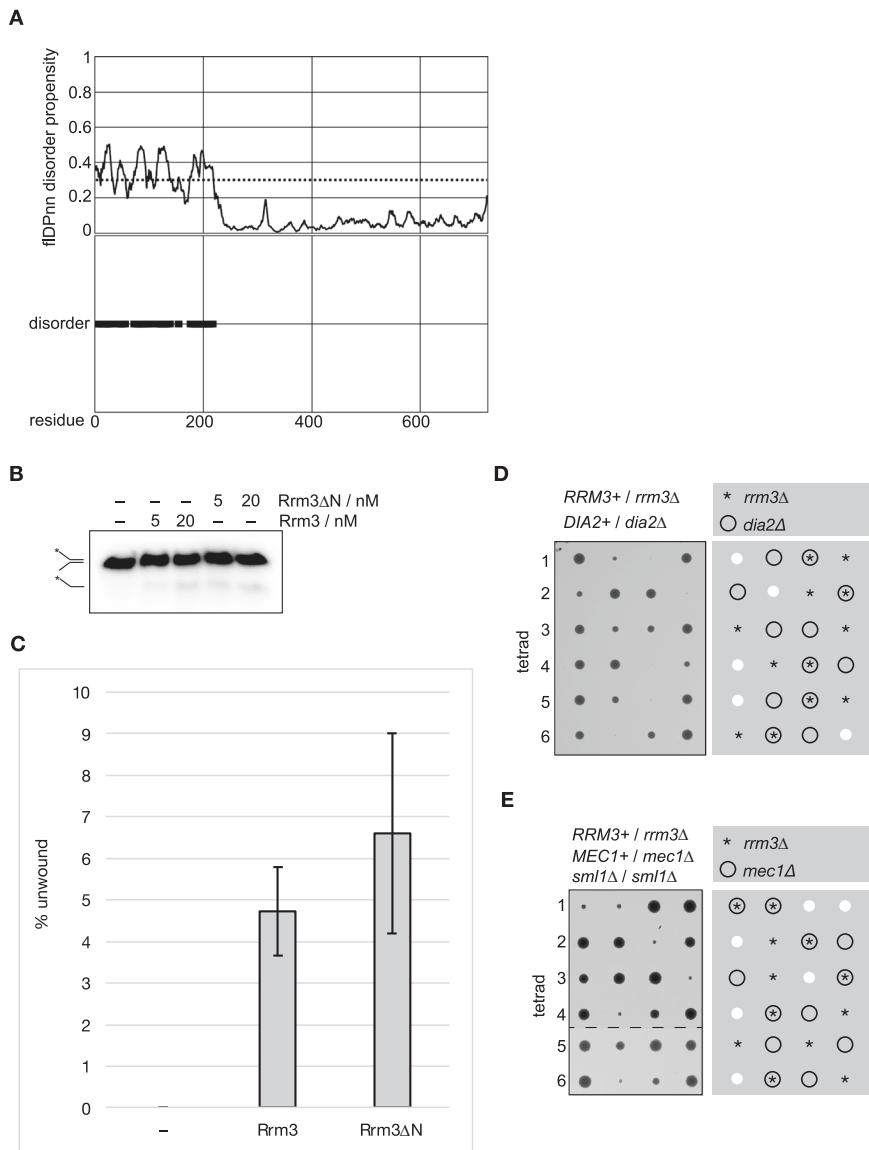 A
fIDPnn disorder propensity
1
0.8
0.6
0.4
0.2
0
disorder
residue 0 200 400 600
B
– – – 5 20 Rrm3ΔN / nM
– 5 20 – – Rrm3 / nM
*
*
C
% unwound
10
9
8
7
6
5
4
3
2
1
0
– Rrm3 Rrm3ΔN
D
RRM3+ / rrm3Δ
DIA2+ / dia2Δ
* rrm3Δ
dia2Δ
tetrad
1 * *
2 * *
3 * *
4 * *
5 * *
6 * *
E
RRM3+ / rrm3Δ
MEC1+ / mec1Δ
sml1Δ / sml1Δ
* rrm3Δ
mec1Δ
tetrad
1 * *
2 * *
3 * *
4 * *
5 * *
6 * *